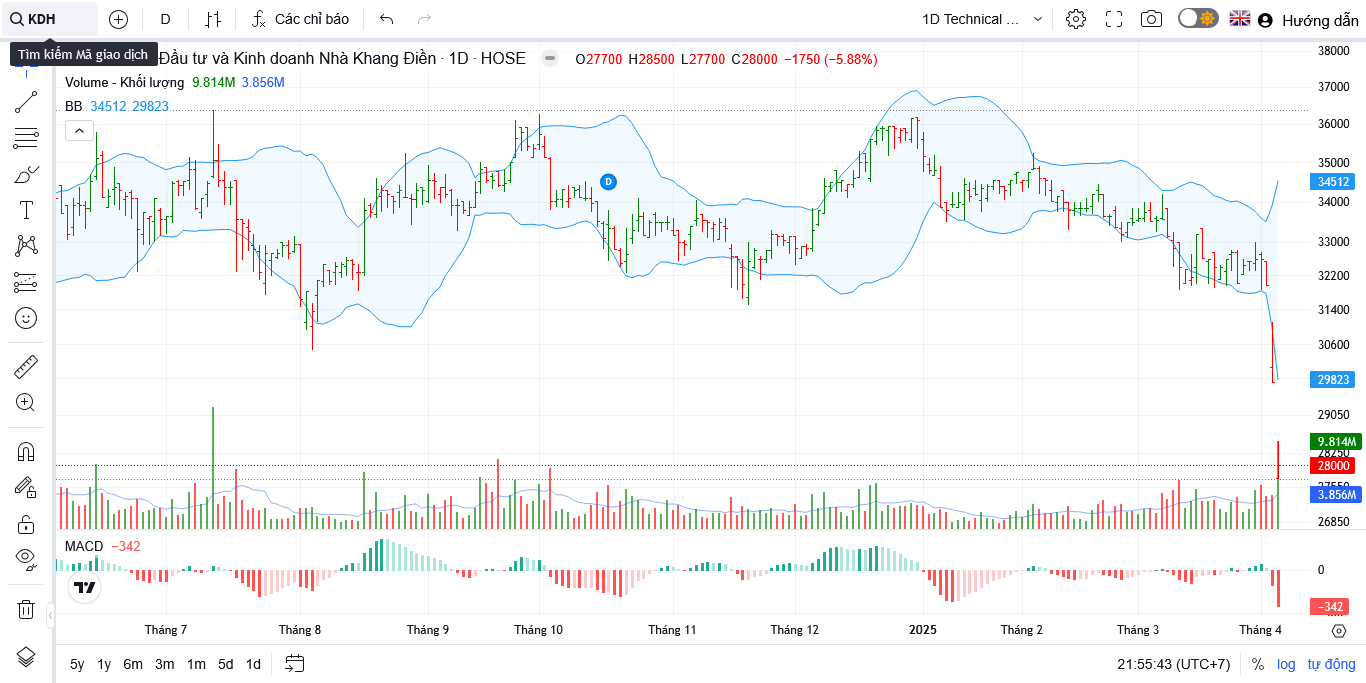 KDH
D
Các chỉ báo
1D Technical ...
Hướng dẫn
Tìm kiếm Mã giao dịch
Đầu tư và Kinh doanh Nhà Khang Điền · 1D · HOSE
O27700 H28500 L27700 C28000 −1750 (−5.88%)
Volume - Khối lượng 9.814M 3.856M
BB 34512 29823
D
38000
37000
36000
35000
34512
34000
33000
32200
31400
30600
29823
29050
9.814M
28250
28000
27550
3.856M
26850
MACD −342
0
−342
Tháng 7
Tháng 8
Tháng 9
Tháng 10
Tháng 11
Tháng 12
2025
Tháng 2
Tháng 3
Tháng 4
5y 1y 6m 3m 1m 5d 1d
21:55:43 (UTC+7)
%
log
tự động